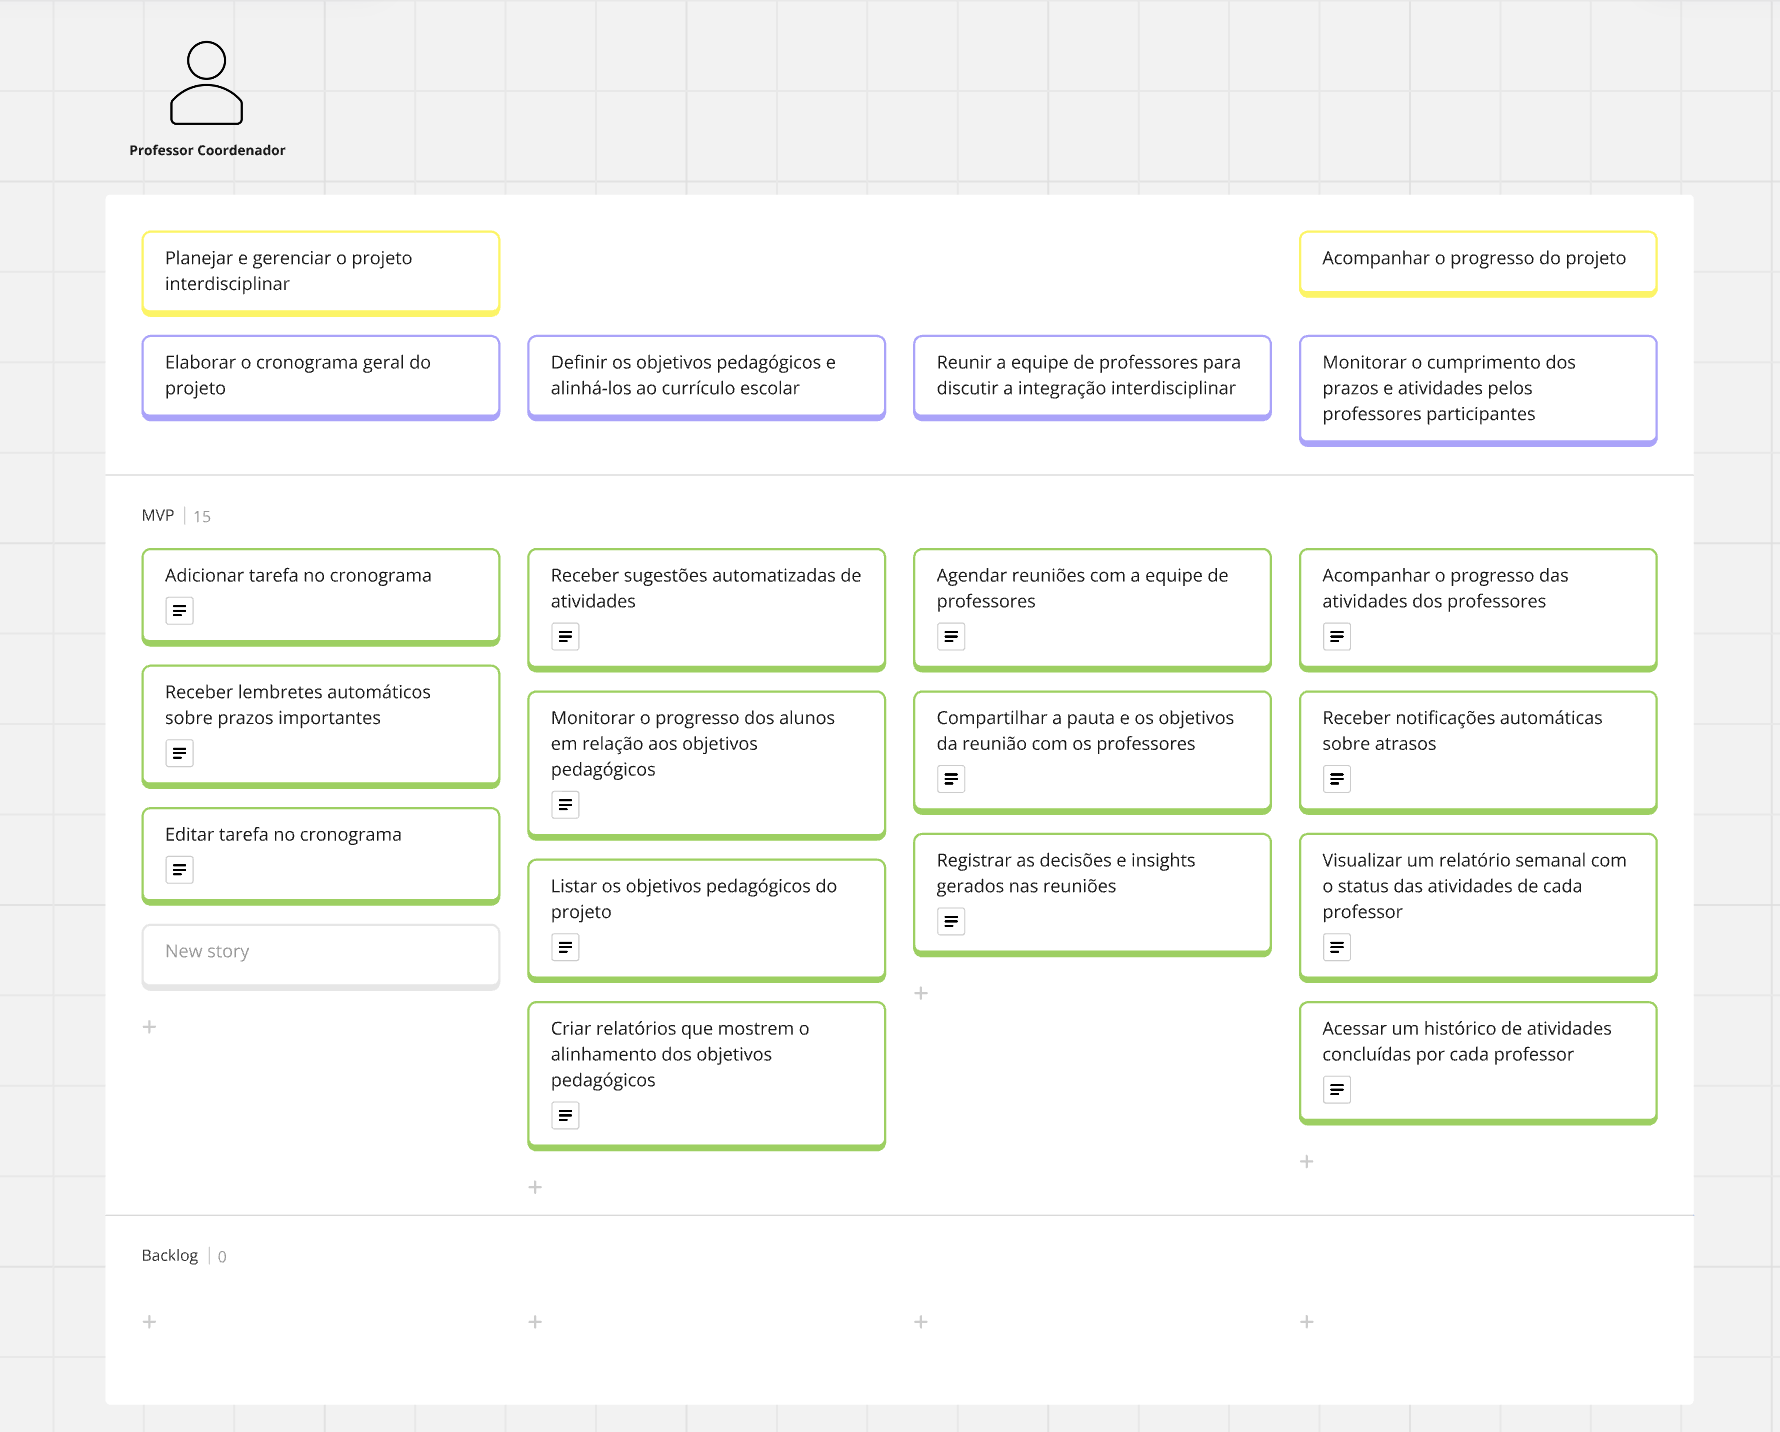 Professor Coordenador
Planejar e gerenciar o projeto
interdisciplinar
Acompanhar o progresso do projeto
Elaborar o cronograma geral do
projeto
Definir os objetivos pedagógicos e
alinhá-los ao currículo escolar
Reunir a equipe de professores para
discutir a integração interdisciplinar
Monitorar o cumprimento dos
prazos e atividades pelos
professores participantes
MVP | 15
Adicionar tarefa no cronograma
Receber lembretes automáticos
sobre prazos importantes
Editar tarefa no cronograma
New story
Receber sugestões automatizadas de
atividades
Monitorar o progresso dos alunos
em relação aos objetivos
pedagógicos
Listar os objetivos pedagógicos do
projeto
Criar relatórios que mostrem o
alinhamento dos objetivos
pedagógicos
Agendar reuniões com a equipe de
professores
Compartilhar a pauta e os objetivos
da reunião com os professores
Registrar as decisões e insights
gerados nas reuniões
Acompanhar o progresso das
atividades dos professores
Receber notificações automáticas
sobre atrasos
Visualizar um relatório semanal com
o status das atividades de cada
professor
Acessar um histórico de atividades
concluídas por cada professor
Backlog | 0